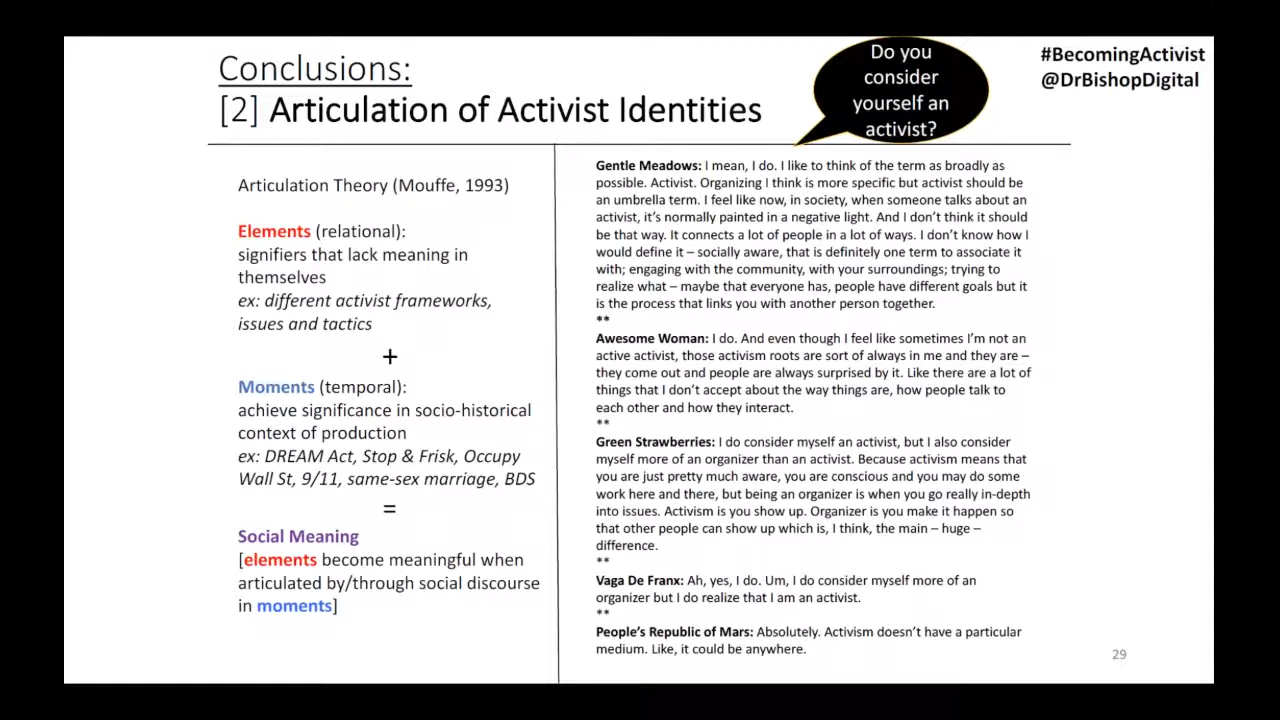 Conclusions:
[2] Articulation of Activist Identities
Do you
consider
yourself an
activist?
#BecomingActivist
@DrBishopDigital
Articulation Theory (Mouffe, 1993)
Elements (relational):
signifiers that lack meaning in
themselves
ex: different activist frameworks,
issues and tactics
+
Moments (temporal):
achieve significance in socio-historical
context of production
ex: DREAM Act, Stop & Frisk, Occupy
Wall St, 9/11, same-sex marriage, BDS
=
Social Meaning
[elements become meaningful when
articulated by/through social discourse
in moments]
Gentle Meadows: I mean, I do. I like to think of the term as broadly as
possible. Activist. Organizing I think is more specific but activist should be
an umbrella term. I feel like now, in society, when someone talks about an
activist, it's normally painted in a negative light. And I don't think it should
be that way. It connects a lot of people in a lot of ways. I don't know how I
would define it – socially aware, that is definitely one term to associate it
with; engaging with the community, with your surroundings; trying to
realize what – maybe that everyone has, people have different goals but it
is the process that links you with another person together.
**
Awesome Woman: I do. And even though I feel like sometimes I'm not an
active activist, those activism roots are sort of always in me and they are –
they come out and people are always surprised by it. Like there are a lot of
things that I don't accept about the way things are, how people talk to
each other and how they interact.
**
Green Strawberries: I do consider myself an activist, but I also consider
myself more of an organizer than an activist. Because activism means that
you are just pretty much aware, you are conscious and you may do some
work here and there, but being an organizer is when you go really in-depth
into issues. Activism is you show up. Organizer is you make it happen so
that other people can show up which is, I think, the main – huge –
difference.
**
Vaga De Franx: Ah, yes, I do. Um, I do consider myself more of an
organizer but I do realize that I am an activist.
**
People's Republic of Mars: Absolutely. Activism doesn't have a particular
medium. Like, it could be anywhere.
29